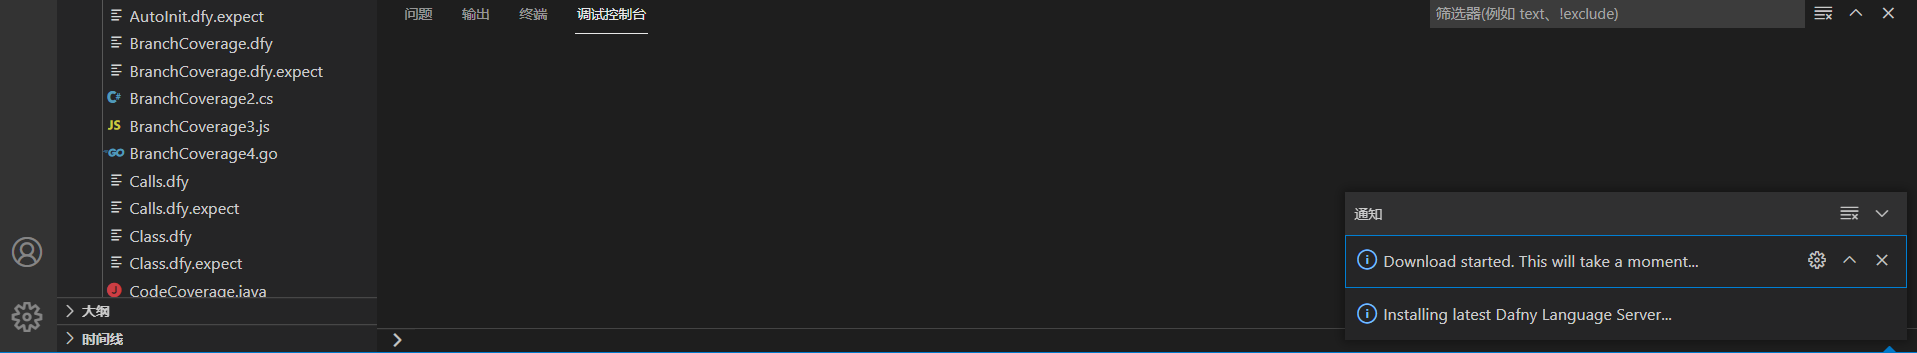 AutoInit.dfy.expect
BranchCoverage.dfy
BranchCoverage.dfy.expect
BranchCoverage2.cs
BranchCoverage3.js
BranchCoverage4.go
Calls.dfy
Calls.dfy.expect
Class.dfy
Class.dfy.expect
CodeCoverage.java
大纲
时间线
问题 输出 终端 调试控制台
筛选器(例如 text、!exclude)
通知
Download started. This will take a moment...
Installing latest Dafny Language Server...